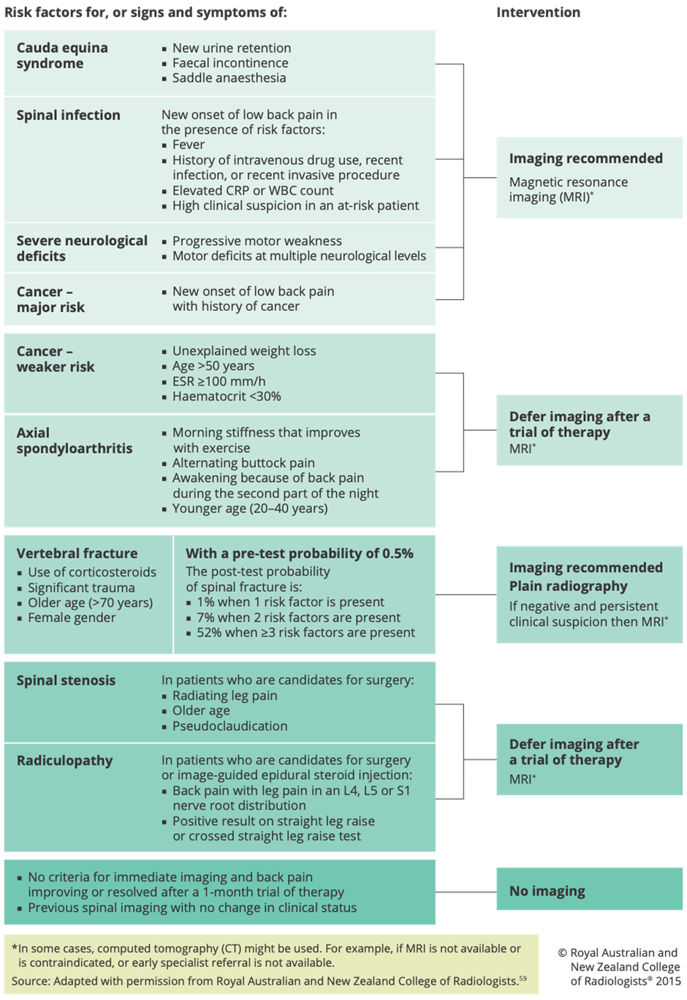 Risk factors for, or signs and symptoms of:
Intervention
Cauda equina
syndrome
▪ New urine retention
▪ Faecal incontinence
▪ Saddle anaesthesia
Spinal infection
New onset of low back pain in
the presence of risk factors:
▪ Fever
▪ History of intravenous drug use, recent
infection, or recent invasive procedure
▪ Elevated CRP or WBC count
▪ High clinical suspicion in an at-risk patient
Severe neurological
deficits
▪ Progressive motor weakness
▪ Motor deficits at multiple neurological levels
Cancer –
major risk
▪ New onset of low back pain
with history of cancer
Imaging recommended
Magnetic resonance
imaging (MRI)*
Cancer –
weaker risk
▪ Unexplained weight loss
▪ Age >50 years
▪ ESR ≥100 mm/h
▪ Haematocrit <30%
Axial
spondyloarthritis
▪ Morning stiffness that improves
with exercise
▪ Alternating buttock pain
▪ Awakening because of back pain
during the second part of the night
▪ Younger age (20–40 years)
Defer imaging after a
trial of therapy
MRI*
Vertebral fracture
▪ Use of corticosteroids
▪ Significant trauma
▪ Older age (>70 years)
▪ Female gender
With a pre-test probability of 0.5%
The post-test probability
of spinal fracture is:
▪ 1% when 1 risk factor is present
▪ 7% when 2 risk factors are present
▪ 52% when ≥3 risk factors are present
Imaging recommended
Plain radiography
If negative and persistent
clinical suspicion then MRI*
Spinal stenosis
In patients who are candidates for surgery:
▪ Radiating leg pain
▪ Older age
▪ Pseudoclaudication
Radiculopathy
In patients who are candidates for surgery
or image-guided epidural steroid injection:
▪ Back pain with leg pain in an L4, L5 or S1
nerve root distribution
▪ Positive result on straight leg raise
or crossed straight leg raise test
Defer imaging after
a trial of therapy
MRI*
▪ No criteria for immediate imaging and back pain
improving or resolved after a 1-month trial of therapy
▪ Previous spinal imaging with no change in clinical status
No imaging
*In some cases, computed tomography (CT) might be used. For example, if MRI is not available or
is contraindicated, or early specialist referral is not available.
Source: Adapted with permission from Royal Australian and New Zealand College of Radiologists.59
© Royal Australian and
New Zealand College
of Radiologists® 2015